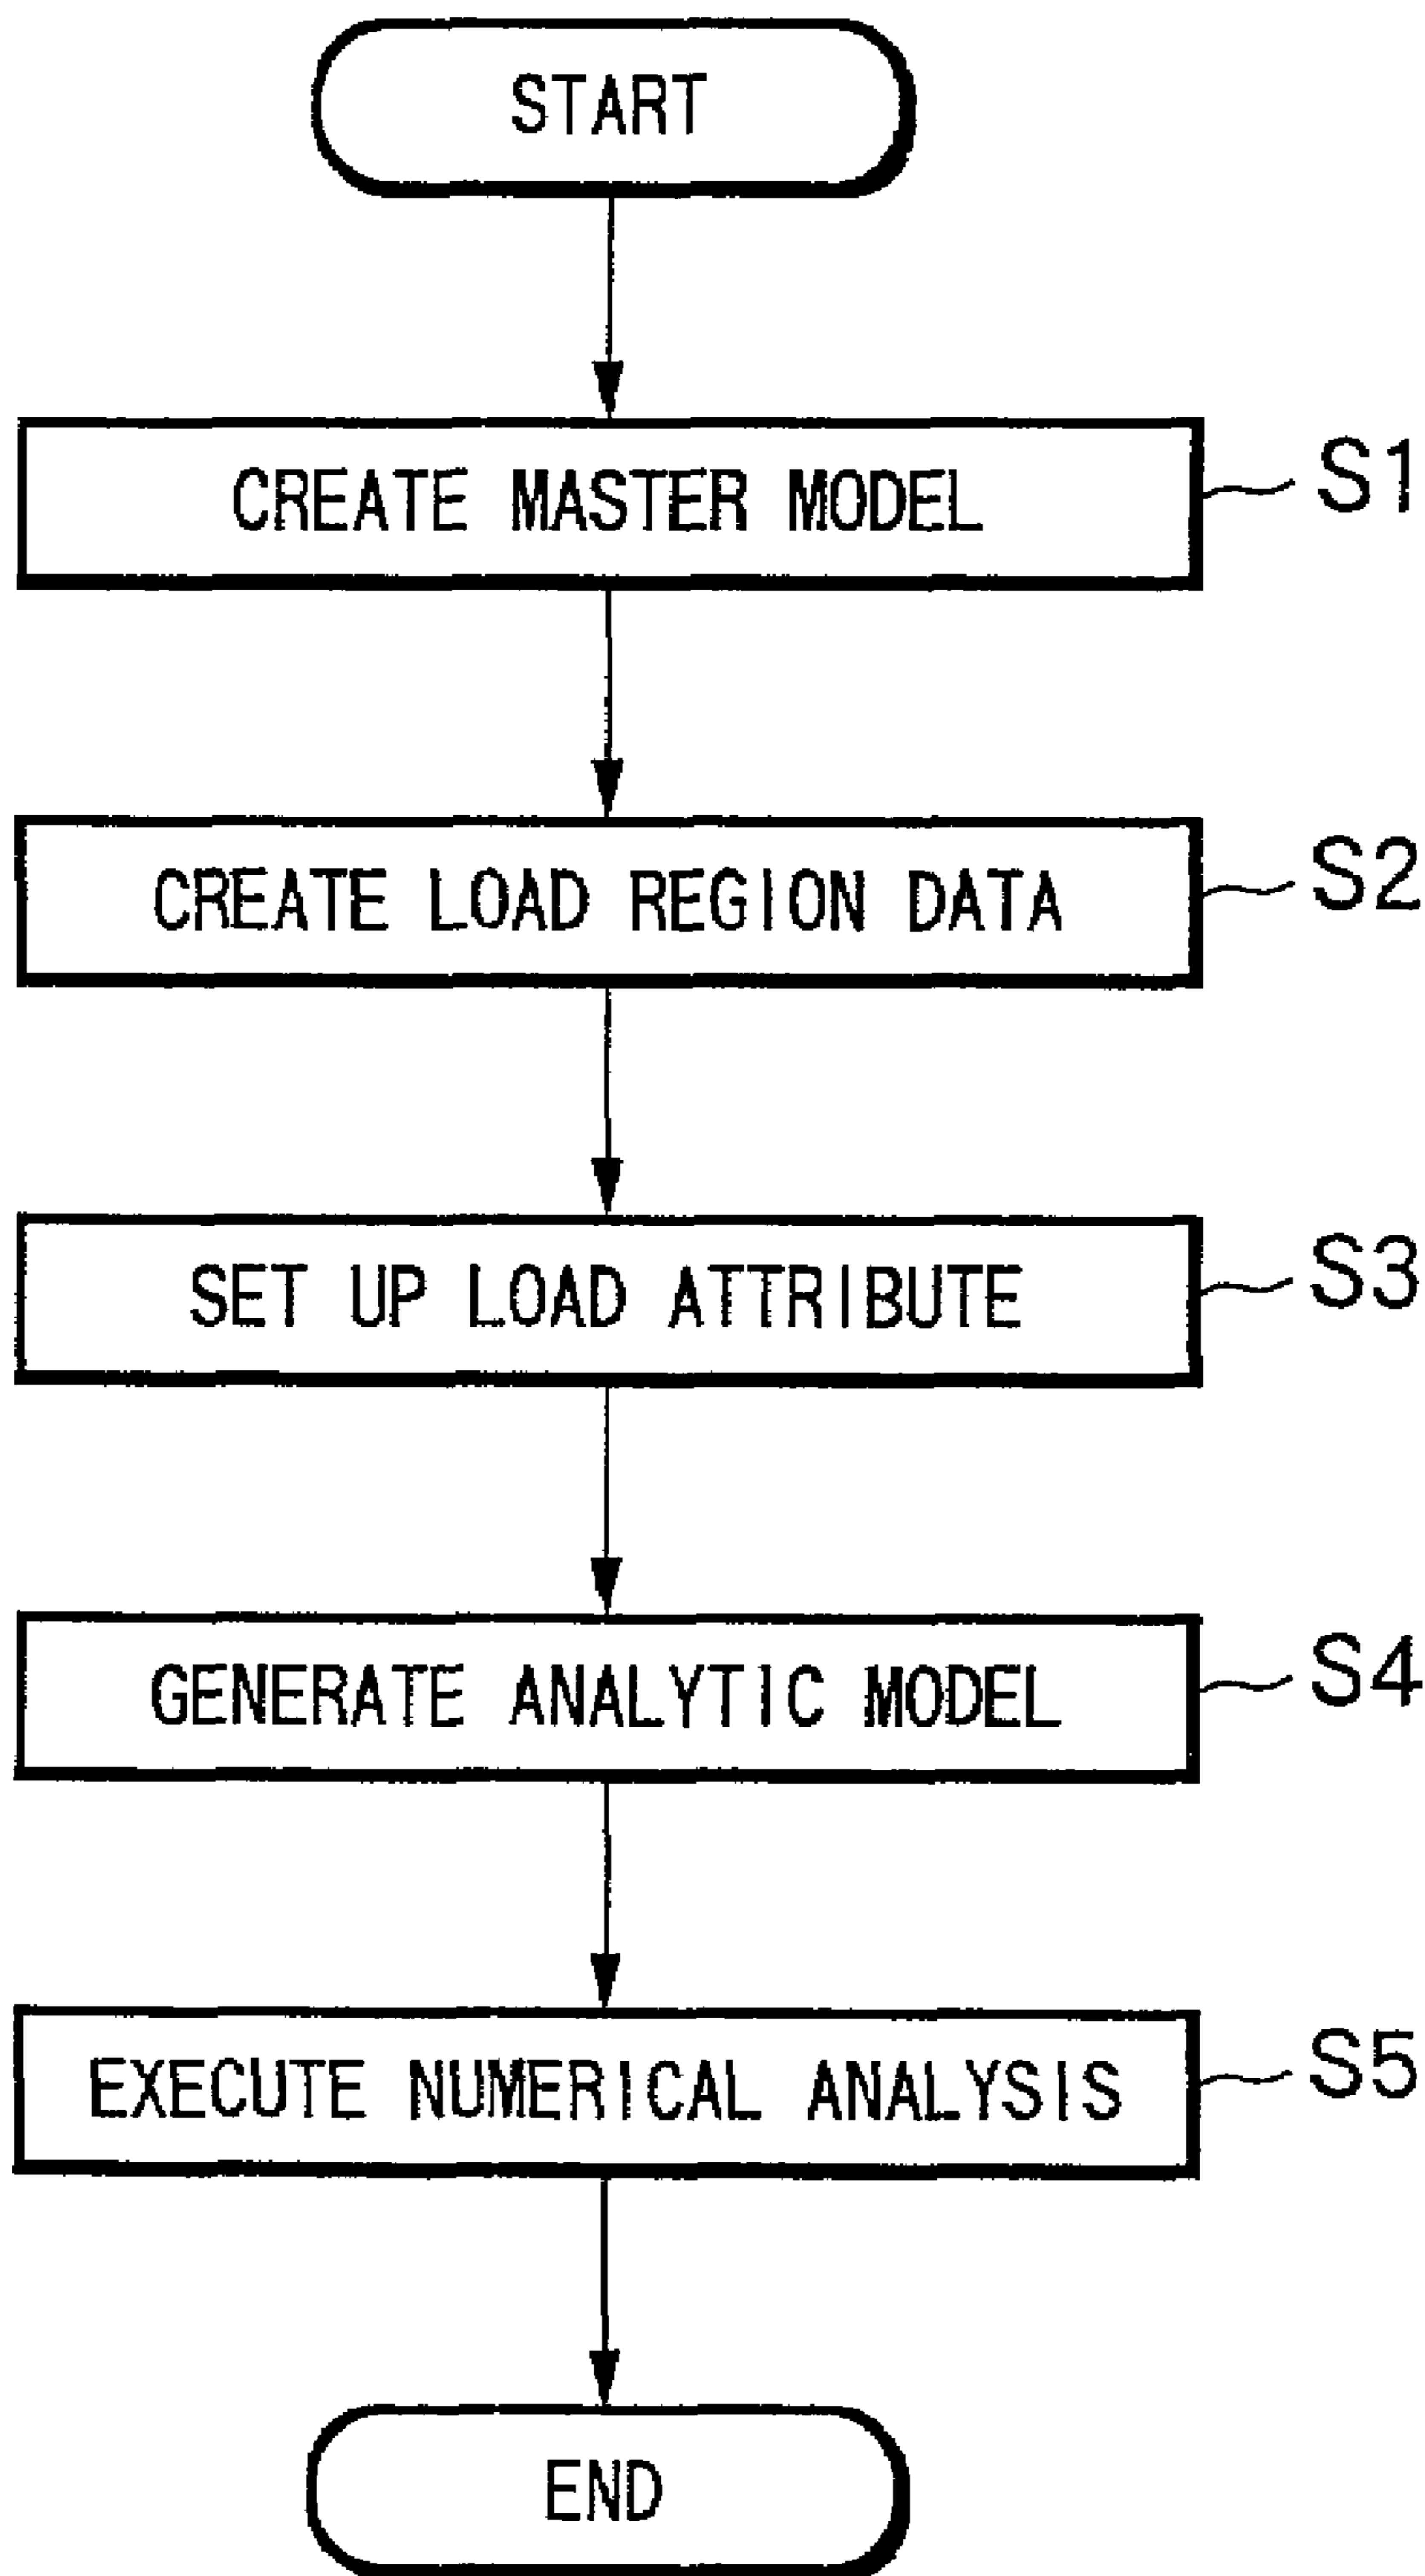 START
CREATE MASTER MODEL
S1
CREATE LOAD REGION DATA
S2
SET UP LOAD ATTRIBUTE
S3
GENERATE ANALYTIC MODEL
S4
EXECUTE NUMERICAL ANALYSIS
S5
END